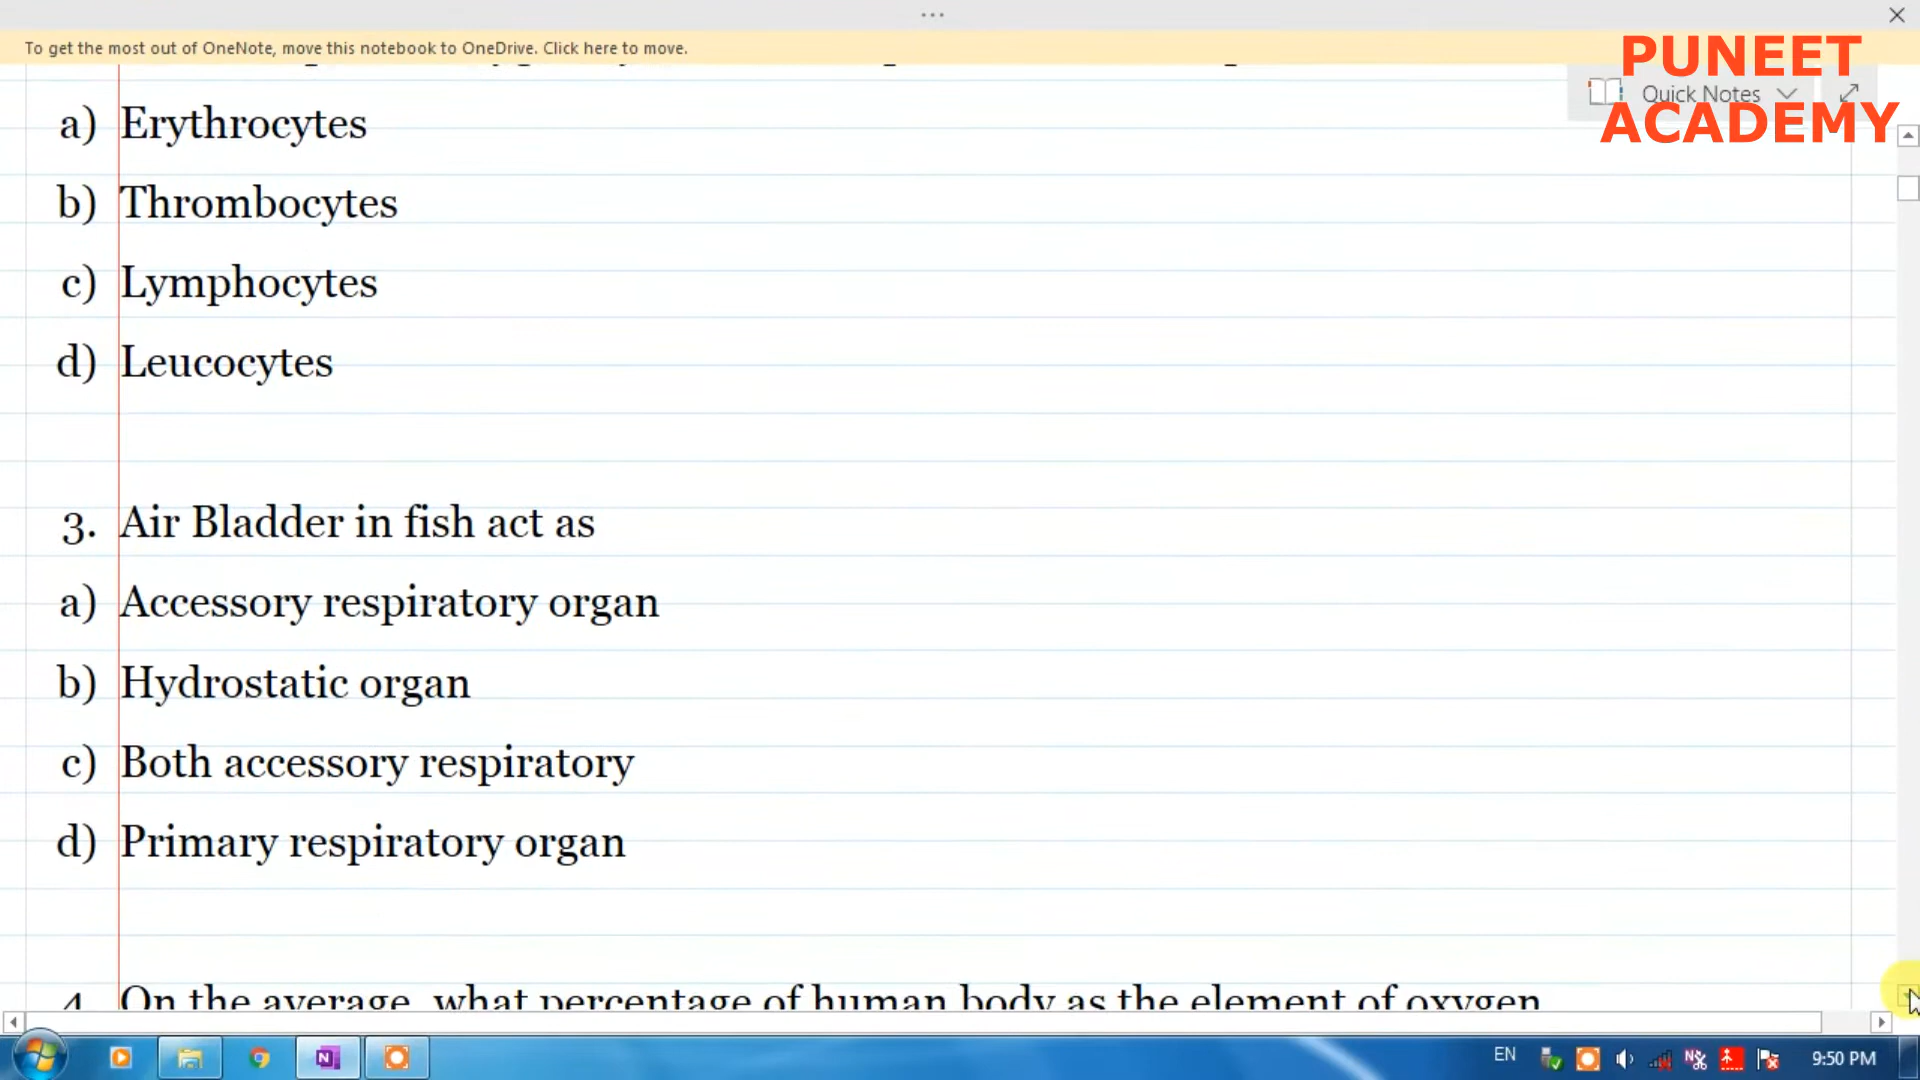 To get the most out of OneNote, move this notebook to OneDrive. Click here to move.
PUNEET
Quick Notes
ACADEMY
a) Erythrocytes
b) Thrombocytes
c) Lymphocytes
d) Leucocytes
3. Air Bladder in fish act as
a) Accessory respiratory organ
b) Hydrostatic organ
c) Both accessory respiratory
d) Primary respiratory organ
4. On the average, what percentage of human body as the element of oxygen
EN
9:50 PM